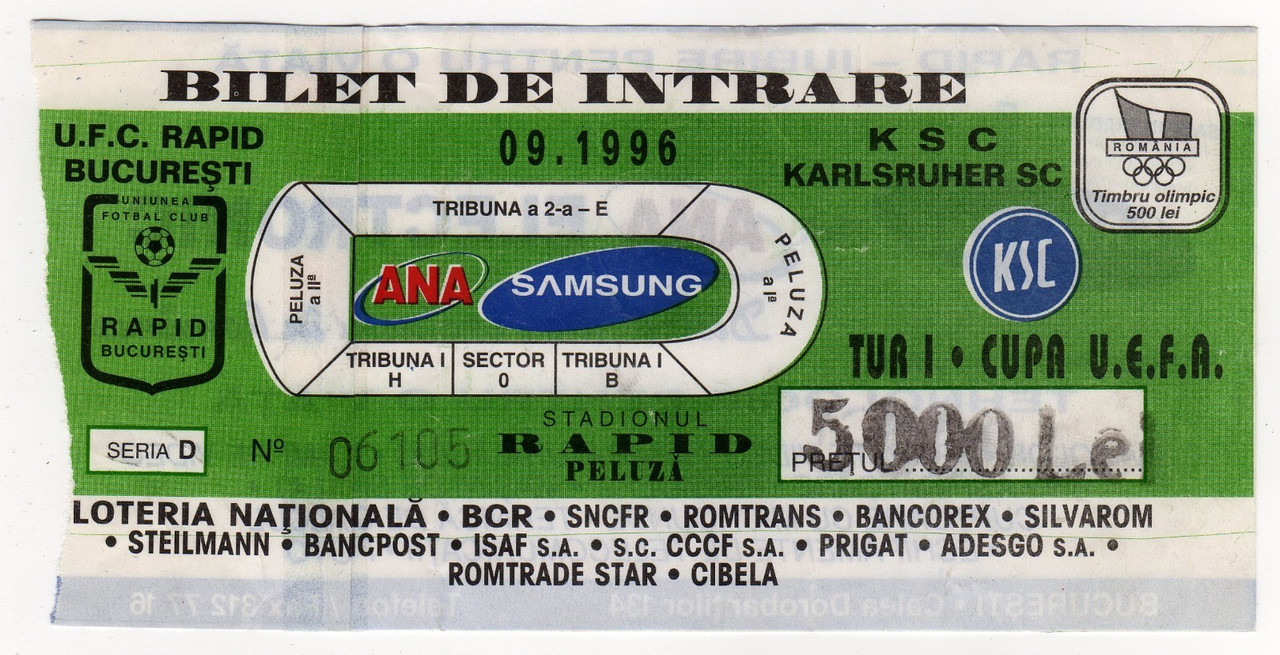 BILET DE INTRARE
U.F.C. RAPID
BUCUREŞTI
09.1996
K S C
KARLSRUHER SC
ROMÂNIA
Timbru olimpic
500 lei
UNIUNEA
FOTBAL CLUB
RAPID
BUCUREŞTI
TRIBUNA a 2-a – E
PELUZA
a IIª
ANA
SAMSUNG
PELUZA
a Iª
KSC
TRIBUNA I
H
SECTOR
0
TRIBUNA I
B
TUR I • CUPA U.E.F.A.
STADIONUL
RAPID
PELUZĂ
SERIA D
Nº 06105
PREŢUL 5000 Lei
LOTERIA NAŢIONALĂ • BCR • SNCFR • ROMTRANS • BANCOREX • SILVAROM
• STEILMANN • BANCPOST • ISAF S.A. • S.C. CCCF S.A. • PRIGAT • ADESGO S.A. •
ROMTRADE STAR • CIBELA